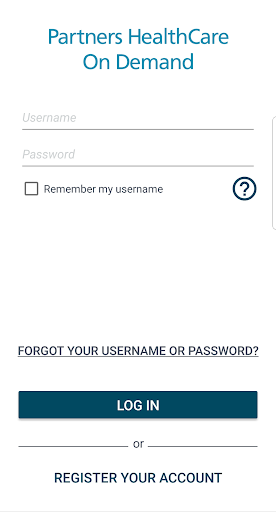 Partners HealthCare
On Demand
Username
Password
Remember my username
?
FORGOT YOUR USERNAME OR PASSWORD?
LOG IN
or
REGISTER YOUR ACCOUNT